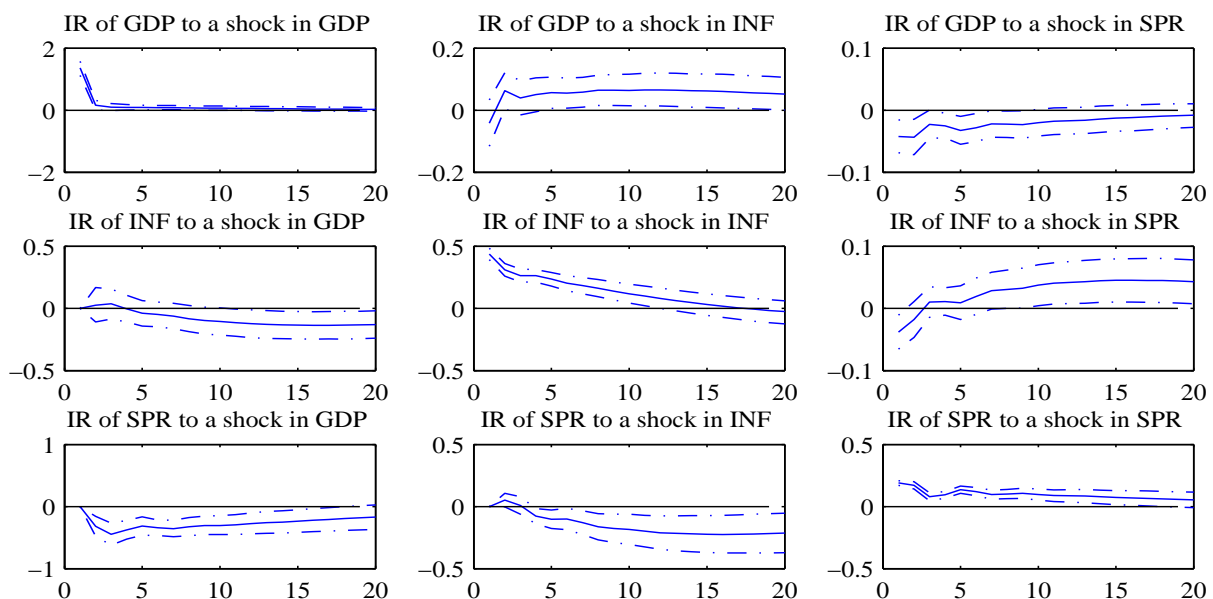 IR of GDP to a shock in GDP
IR of GDP to a shock in INF
IR of GDP to a shock in SPR
2
0
−2
0 5 10 15 20
0.2
0
−0.2
0 5 10 15 20
0.1
0
−0.1
0 5 10 15 20
IR of INF to a shock in GDP
IR of INF to a shock in INF
IR of INF to a shock in SPR
0.5
0
−0.5
0 5 10 15 20
0.5
0
−0.5
0 5 10 15 20
0.1
0
−0.1
0 5 10 15 20
IR of SPR to a shock in GDP
IR of SPR to a shock in INF
IR of SPR to a shock in SPR
1
0
−1
0 5 10 15 20
0.5
0
−0.5
0 5 10 15 20
0.5
0
−0.5
0 5 10 15 20